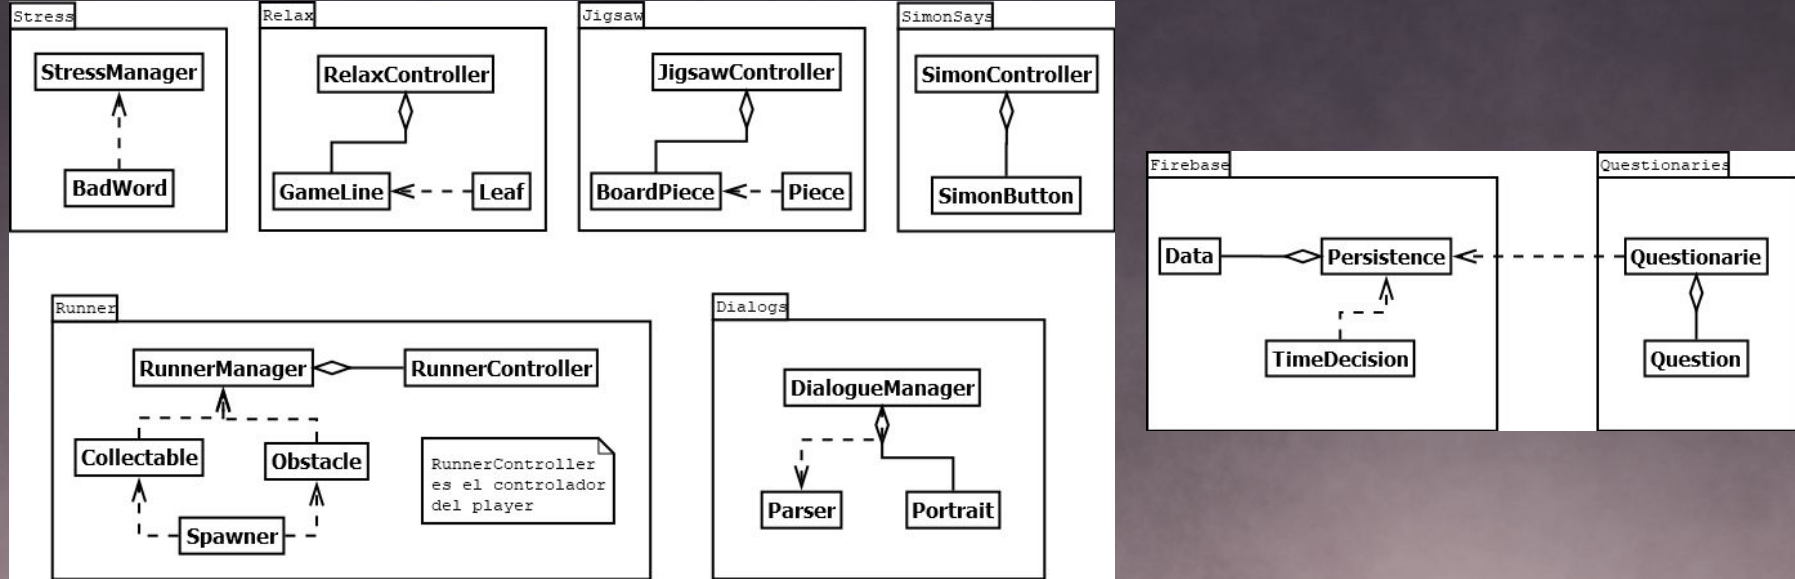 Stress
StressManager
BadWord
Relax
RelaxController
GameLine
Leaf
Jigsaw
JigsawController
BoardPiece
Piece
SimonSays
SimonController
SimonButton
Firebase
Data
Persistence
TimeDecision
Questionaries
Questionarie
Question
Runner
RunnerManager
RunnerController
Collectable
Obstacle
Spawner
RunnerController
es el controlador
del player
Dialogs
DialogueManager
Parser
Portrait